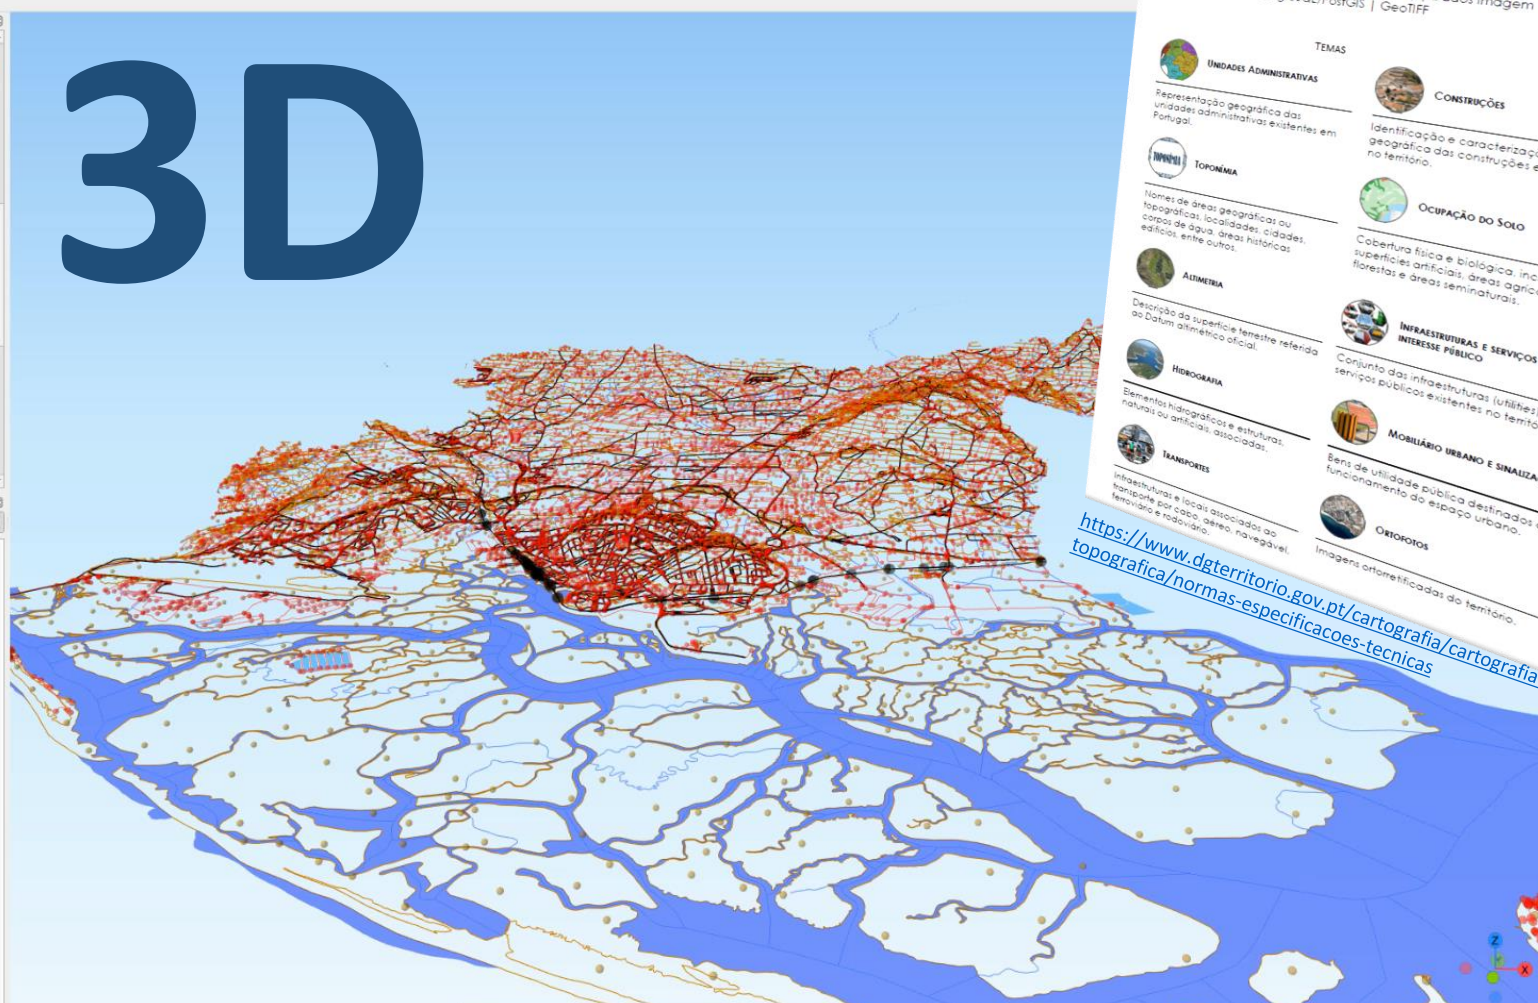 3D
PostGIS | GeoTIFF
TEMAS
UNIDADES ADMINISTRATIVAS
Representação geográfica das
unidades administrativas existentes em
Portugal.
TOPONÍMIA
TOPONÍMIA
Nomes de áreas geográficas ou
topográficas, localidades, cidades,
corpos de água, áreas históricas
edifícios, entre outros.
ALTIMETRIA
Descrição da superfície terrestre referida
ao Datum altimétrico oficial.
HIDROGRAFIA
Elementos hidrográficos e estruturas,
naturais ou artificiais, associadas.
TRANSPORTES
Infraestruturas e locais associados ao
transporte por cabo, aéreo, navegável,
ferroviário e rodoviário.
imagem
CONSTRUÇÕES
Identificação e
geográfica das construções
no território.
OCUPAÇÃO DO SOLO
Cobertura física e biológica,
superfícies artificiais, áreas
florestas e áreas seminaturais.
INFRAESTRUTURAS E SERVIÇOS
INTERESSE PÚBLICO
Conjunto das infraestruturas (utilities)
serviços públicos existentes no
MOBILIÁRIO URBANO E
Bens de utilidade pública destinados
funcionamento do espaço urbano.
ORTOFOTOS
Imagens ortorretificadas do território.
https://www.dgterritorio.gov.pt/cartografia/cartografia
topografica/normas-especificacoes-tecnicas
Z
X